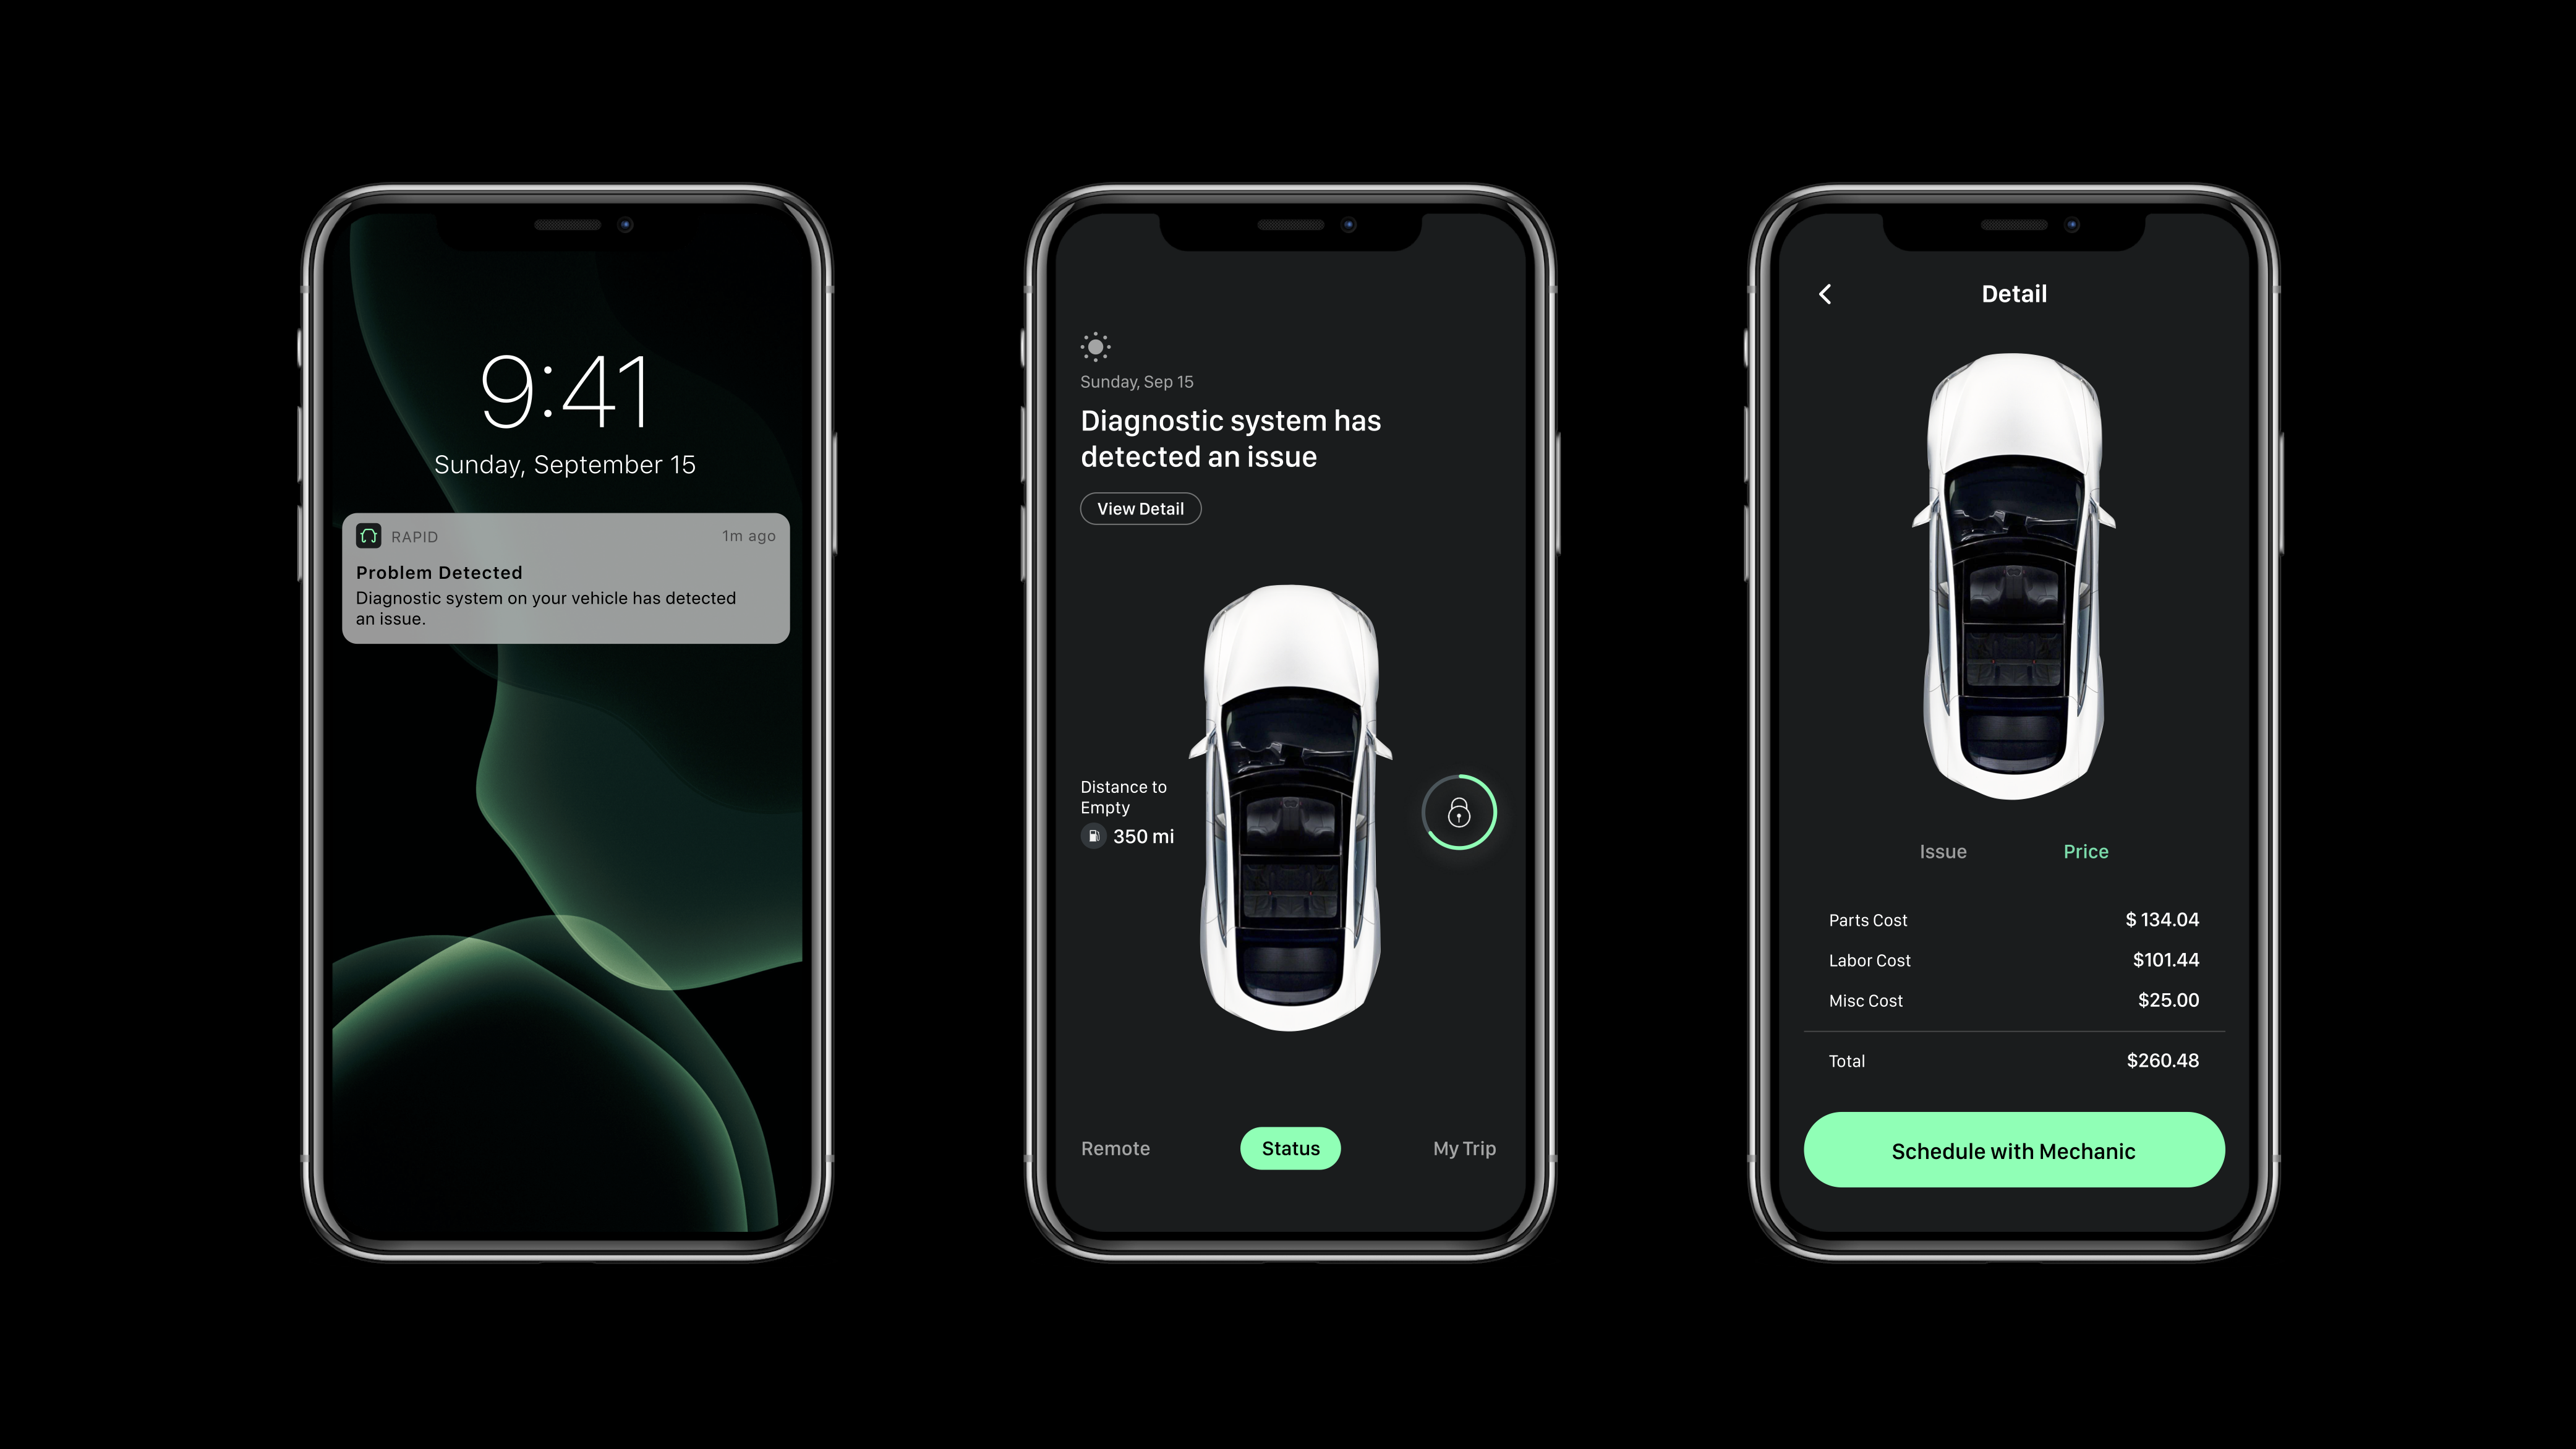 9:41
Sunday, September 15
RAPID
1m ago
Problem Detected
Diagnostic system on your vehicle has detected
an issue.
Sunday, Sep 15
Diagnostic system has
detected an issue
View Detail
Distance to
Empty
350 mi
Remote
Status
My Trip
Detail
Issue
Price
Parts Cost
$ 134.04
Labor Cost
$101.44
Misc Cost
$25.00
Total
$260.48
Schedule with Mechanic